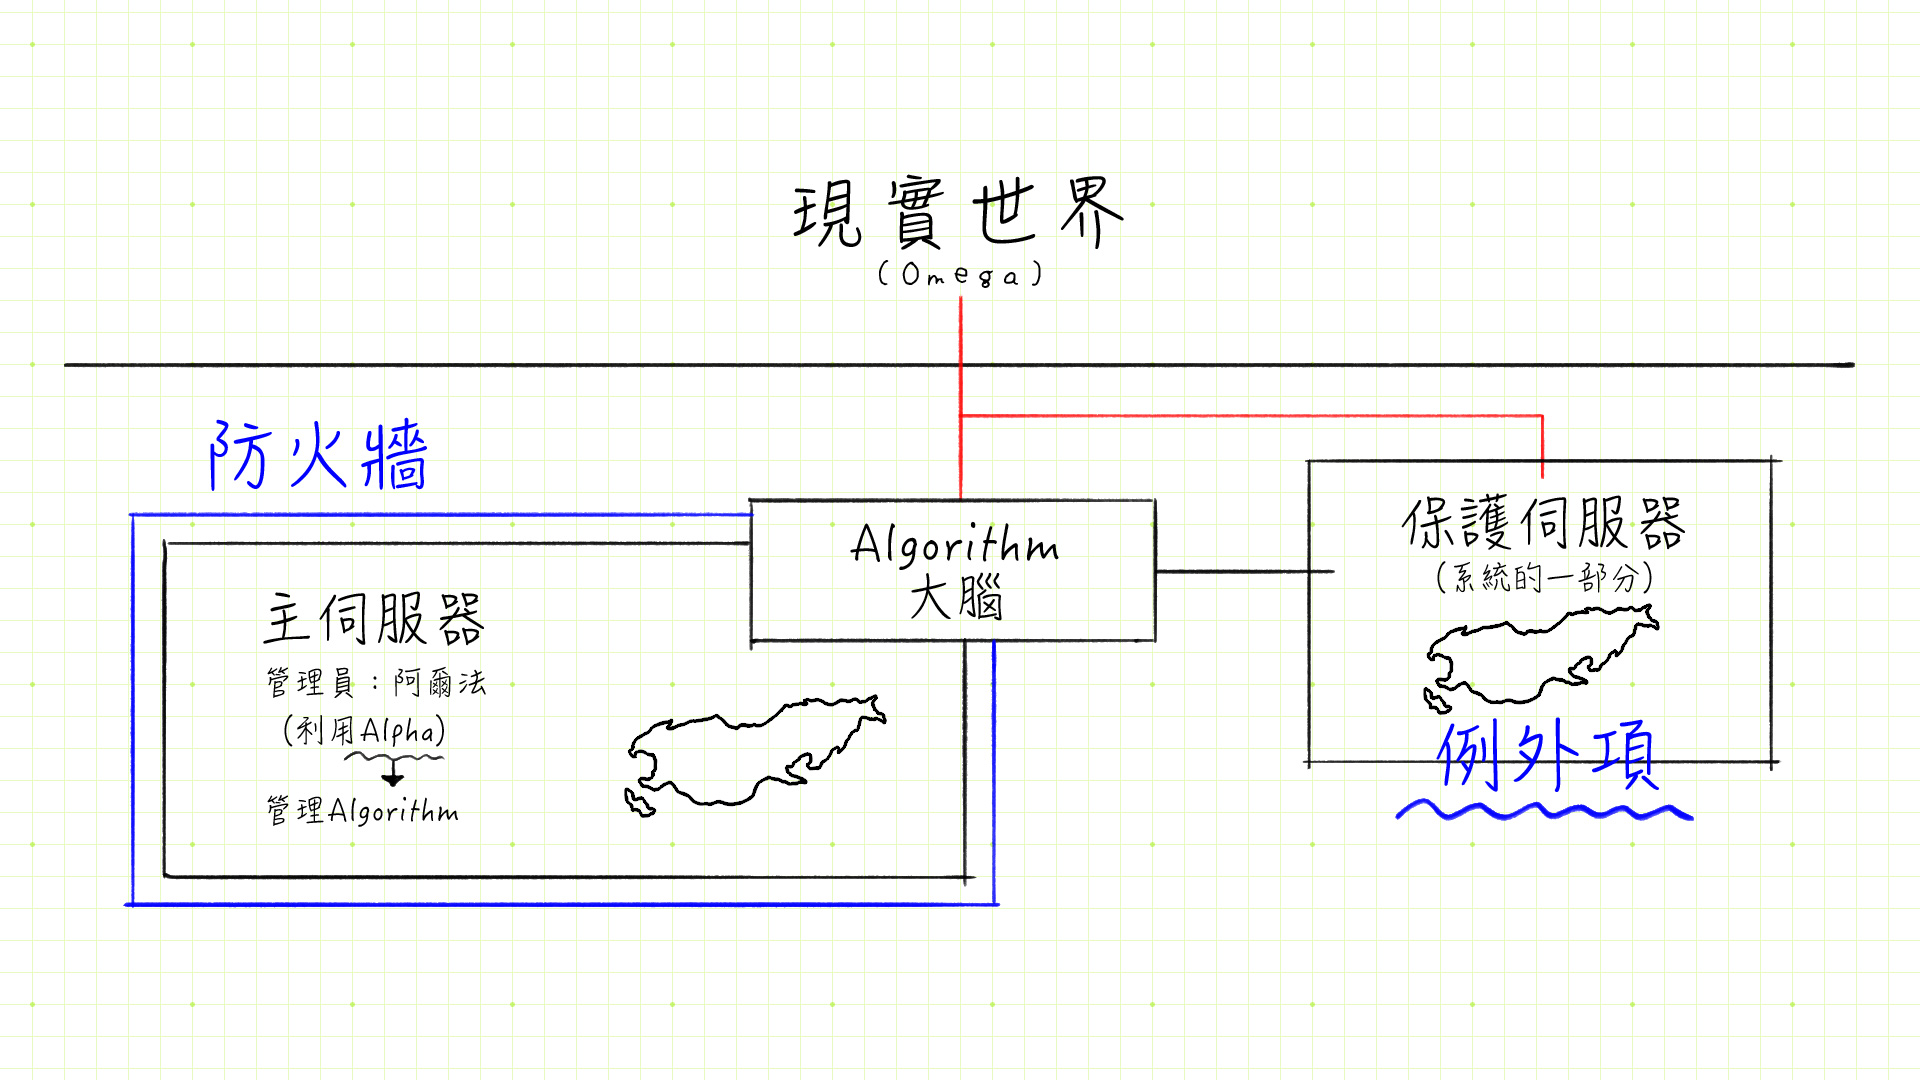 現實世界
(Omega)
防火牆
Algorithm
大腦
保護伺服器
(系統的一部分)
例外項
主伺服器
管理員：阿爾法
(利用Alpha)
管理Algorithm